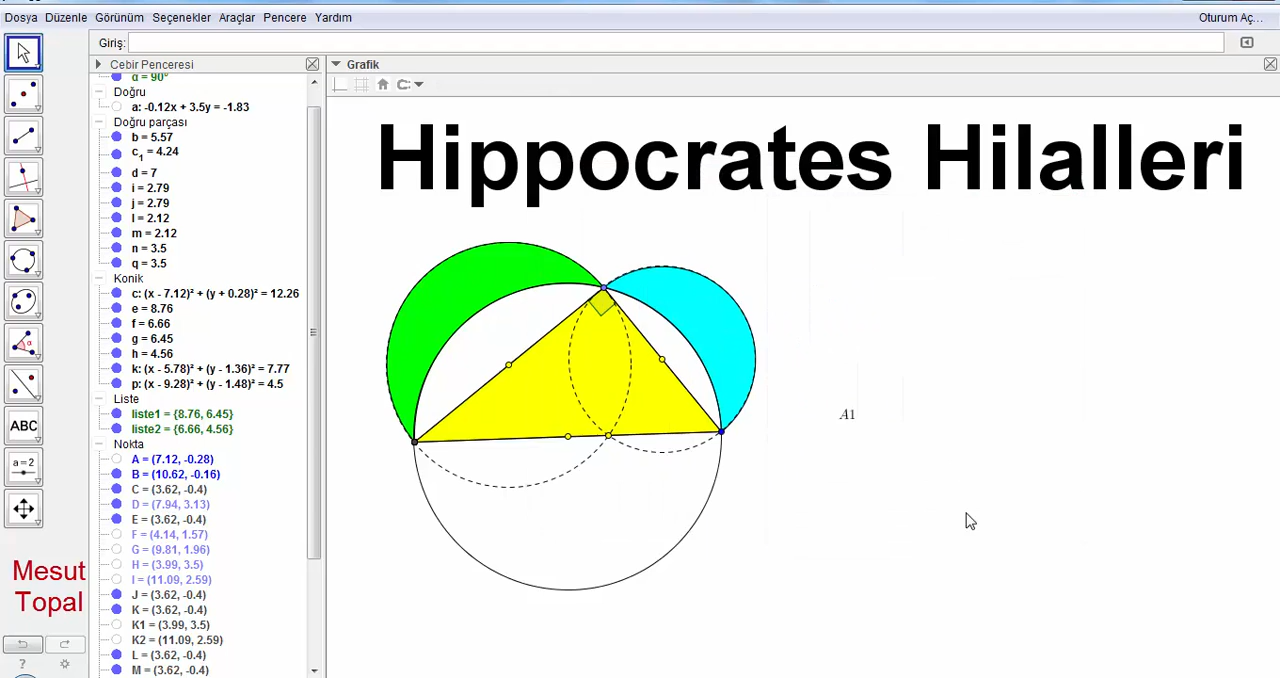 Dosya Düzenle Görünüm Seçenekler Araçlar Pencere Yardım Oturum Aç...
Giriş:
Cebir Penceresi
Grafik
α = 90°
Doğru
a: -0.12x + 3.5y = -1.83
Doğru parçası
b = 5.57
c₁ = 4.24
d = 7
i = 2.79
j = 2.79
l = 2.12
m = 2.12
n = 3.5
q = 3.5
Konik
c: (x - 7.12)² + (y + 0.28)² = 12.26
e = 8.76
f = 6.66
g = 6.45
h = 4.56
k: (x - 5.78)² + (y - 1.36)² = 7.77
p: (x - 9.28)² + (y - 1.48)² = 4.5
Liste
liste1 = {8.76, 6.45}
liste2 = {6.66, 4.56}
Nokta
A = (7.12, -0.28)
B = (10.62, -0.16)
C = (3.62, -0.4)
D = (7.94, 3.13)
E = (3.62, -0.4)
F = (4.14, 1.57)
G = (9.81, 1.96)
H = (3.99, 3.5)
I = (11.09, 2.59)
J = (3.62, -0.4)
K = (3.62, -0.4)
K1 = (3.99, 3.5)
K2 = (11.09, 2.59)
L = (3.62, -0.4)
M = (3.62, -0.4)
ABC
a=2
Mesut
Topal
Hippocrates Hilalleri
A1